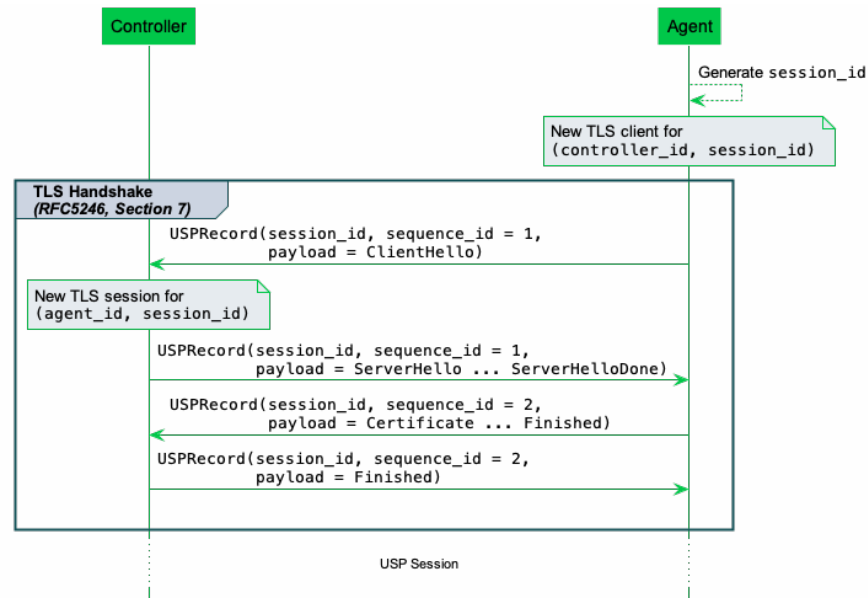 Controller
Agent
Generate session_id
New TLS client for
(controller_id, session_id)
TLS Handshake
(RFC5246, Section 7)
USPRecord(session_id, sequence_id = 1,
payload = ClientHello)
New TLS session for
(agent_id, session_id)
USPRecord(session_id, sequence_id = 1,
payload = ServerHello ... ServerHelloDone)
USPRecord(session_id, sequence_id = 2,
payload = Certificate ... Finished)
USPRecord(session_id, sequence_id = 2,
payload = Finished)
USP Session